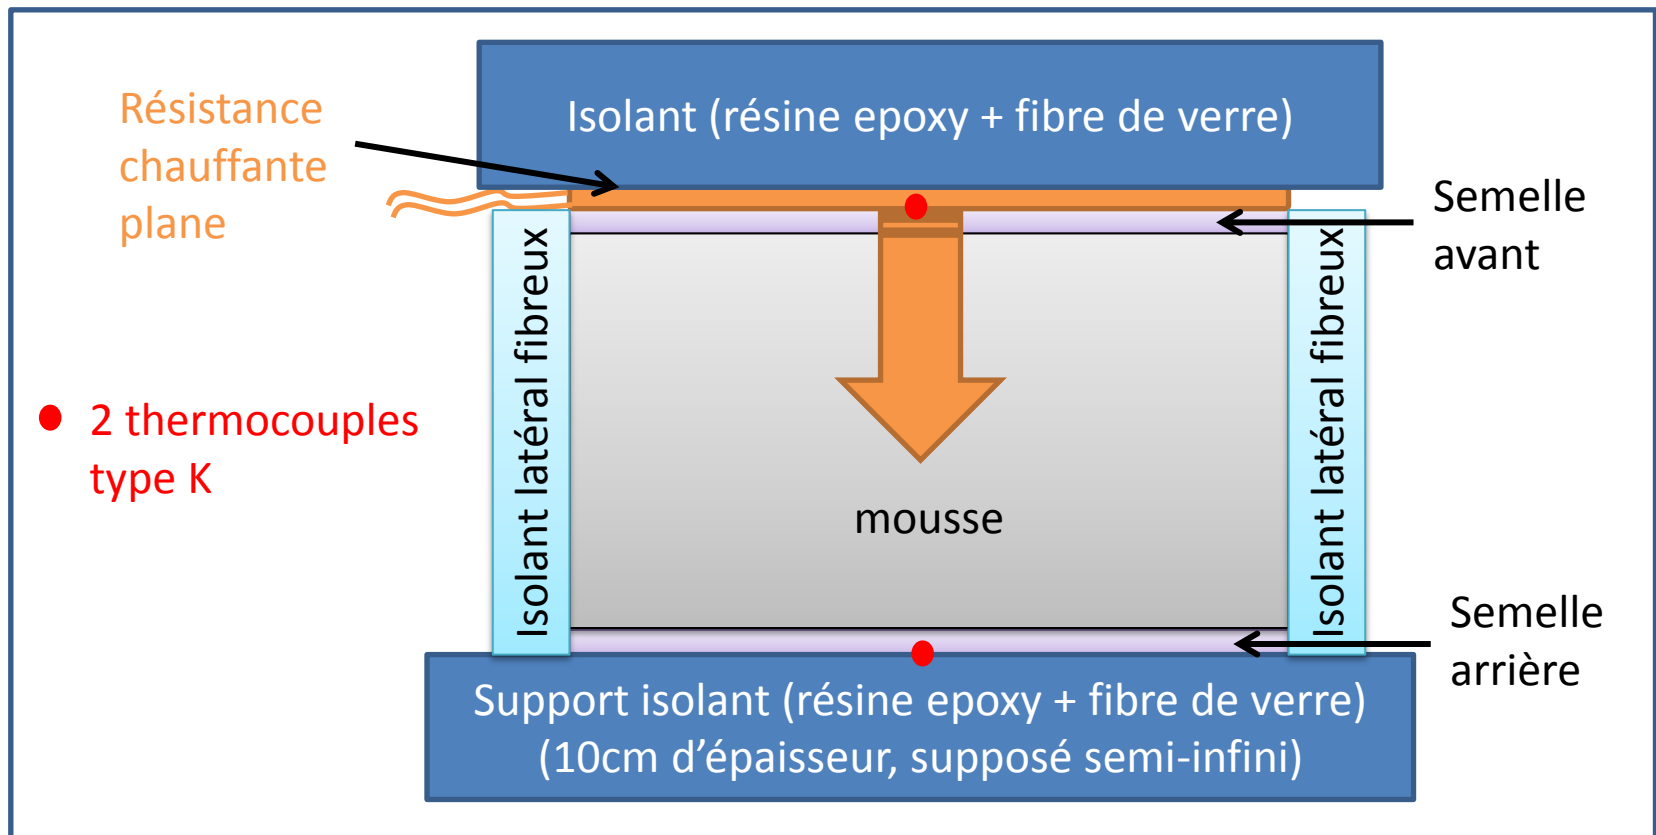 Isolant (résine epoxy + fibre de verre)
Résistance
chauffante
plane
Semelle
avant
Isolant latéral fibreux
Isolant latéral fibreux
2 thermocouples
type K
mousse
Semelle
arrière
Support isolant (résine epoxy + fibre de verre)
(10cm d’épaisseur, supposé semi-infini)